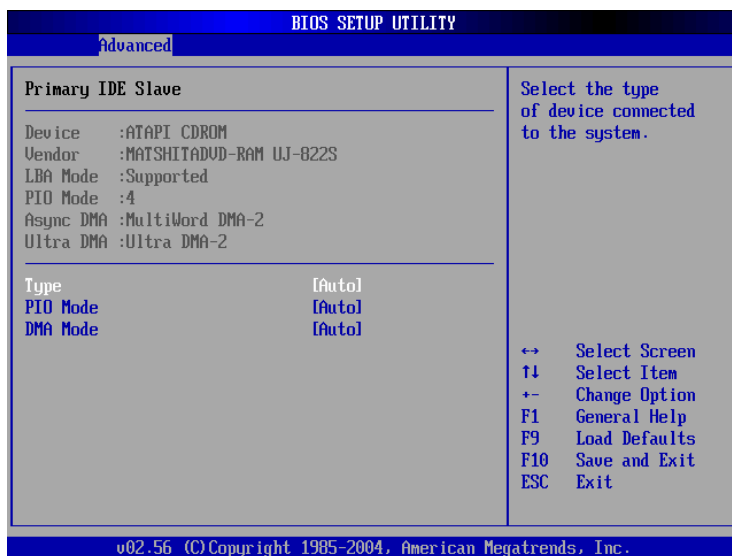 BIOS SETUP UTILITY
Advanced
Primary IDE Slave
Device :ATAPI CDROM
Vendor :MATSHITADVD-RAM UJ-822S
LBA Mode :Supported
PIO Mode :4
Async DMA :MultiWord DMA-2
Ultra DMA :Ultra DMA-2
Type [Auto]
PIO Mode [Auto]
DMA Mode [Auto]
Select the type
of device connected
to the system.
↔ Select Screen
↑↓ Select Item
+- Change Option
F1 General Help
F9 Load Defaults
F10 Save and Exit
ESC Exit
v02.56 (C)Copyright 1985-2004, American Megatrends, Inc.